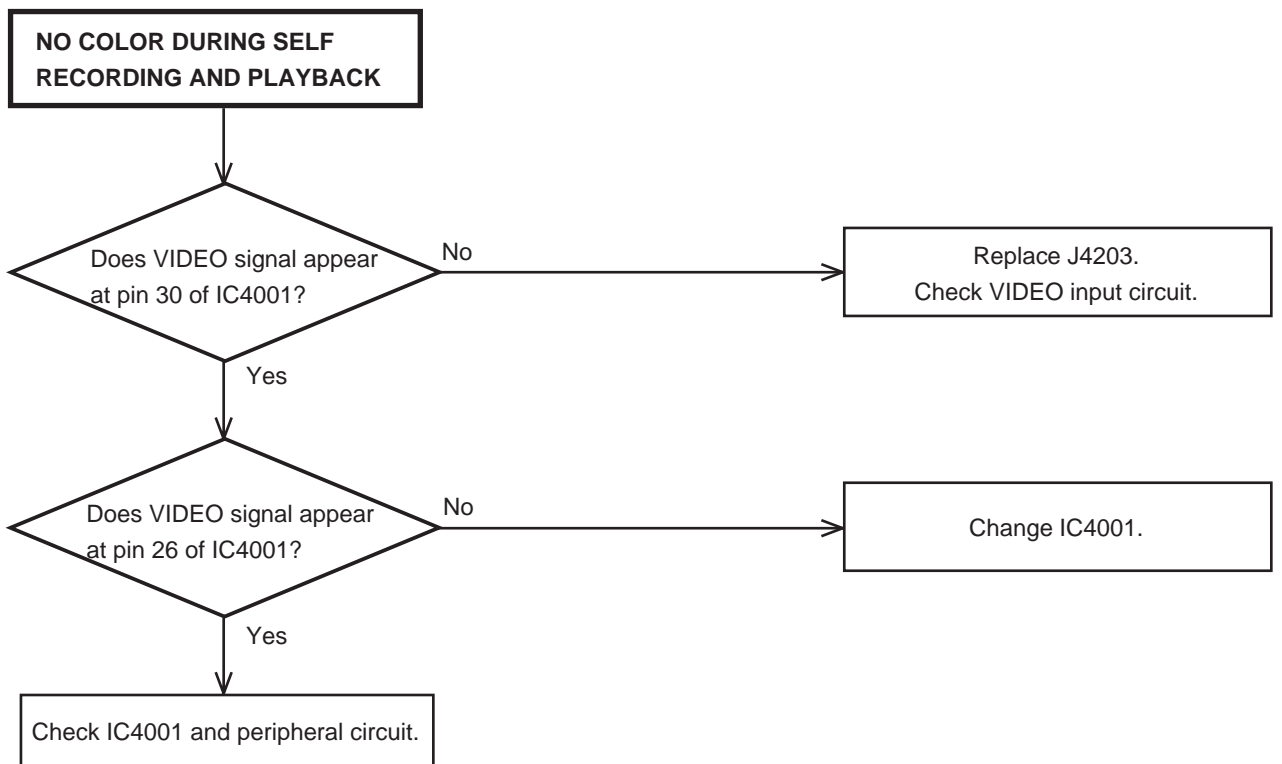 NO COLOR DURING SELF
RECORDING AND PLAYBACK
Does VIDEO signal appear
at pin 30 of IC4001?
No
Replace J4203.
Check VIDEO input circuit.
Yes
Does VIDEO signal appear
at pin 26 of IC4001?
No
Change IC4001.
Yes
Check IC4001 and peripheral circuit.